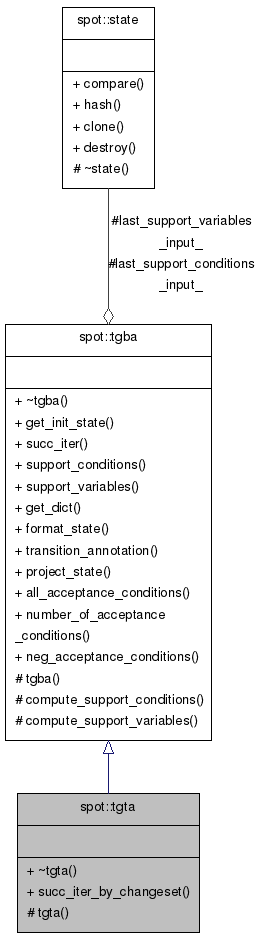 spot::state
+ compare()
+ hash()
+ clone()
+ destroy()
# ~state()
#last_support_variables
_input_
#last_support_conditions
_input_
spot::tgba
+ ~tgba()
+ get_init_state()
+ succ_iter()
+ support_conditions()
+ support_variables()
+ get_dict()
+ format_state()
+ transition_annotation()
+ project_state()
+ all_acceptance_conditions()
+ number_of_acceptance
_conditions()
+ neg_acceptance_conditions()
# tgba()
# compute_support_conditions()
# compute_support_variables()
spot::tgta
+ ~tgta()
+ succ_iter_by_changeset()
# tgta()